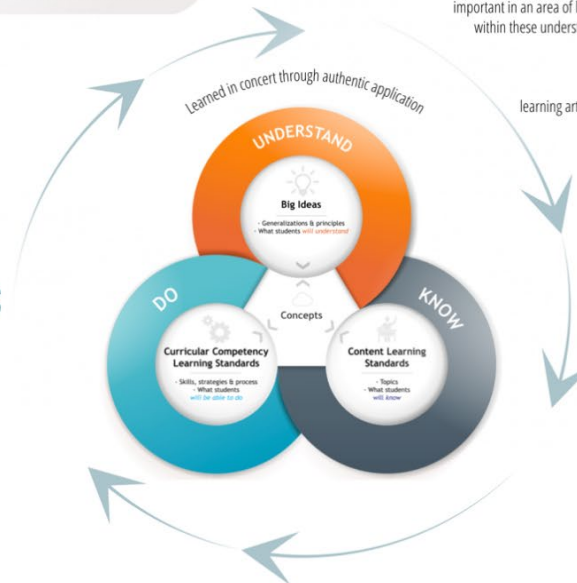 important in an area of
within these
learning
Learned in concert through authentic application
UNDERSTAND
Big Ideas
- Generalizations & principles
- What students will understand
DO
KNOW
Concepts
Curricular Competency
Learning Standards
- Skills, strategies & process
- What students
will be able to do
Content Learning
Standards
- Topics
- What students
will know